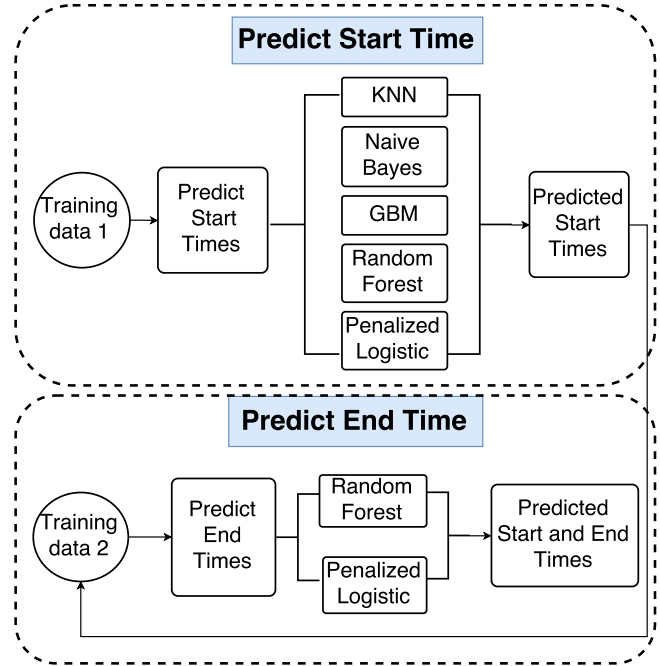 Predict Start Time
KNN
Naive
Bayes
GBM
Random
Forest
Penalized
Logistic
Training
data 1
Predict
Start
Times
Predicted
Start
Times
Predict End Time
Training
data 2
Predict
End
Times
Random
Forest
Penalized
Logistic
Predicted
Start and End
Times